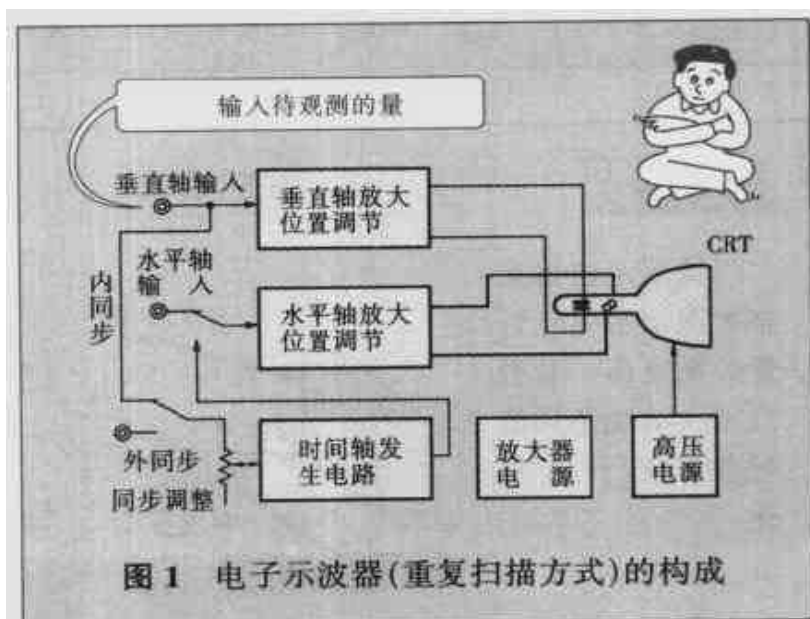 输入待观测的量
垂直轴输入
垂直轴放大
位置调节
CRT
内同步
水平轴
输 入
水平轴放大
位置调节
外同步
同步调整
时间轴发
生电路
放大器
电 源
高压
电源
图1 电子示波器(重复扫描方式)的构成